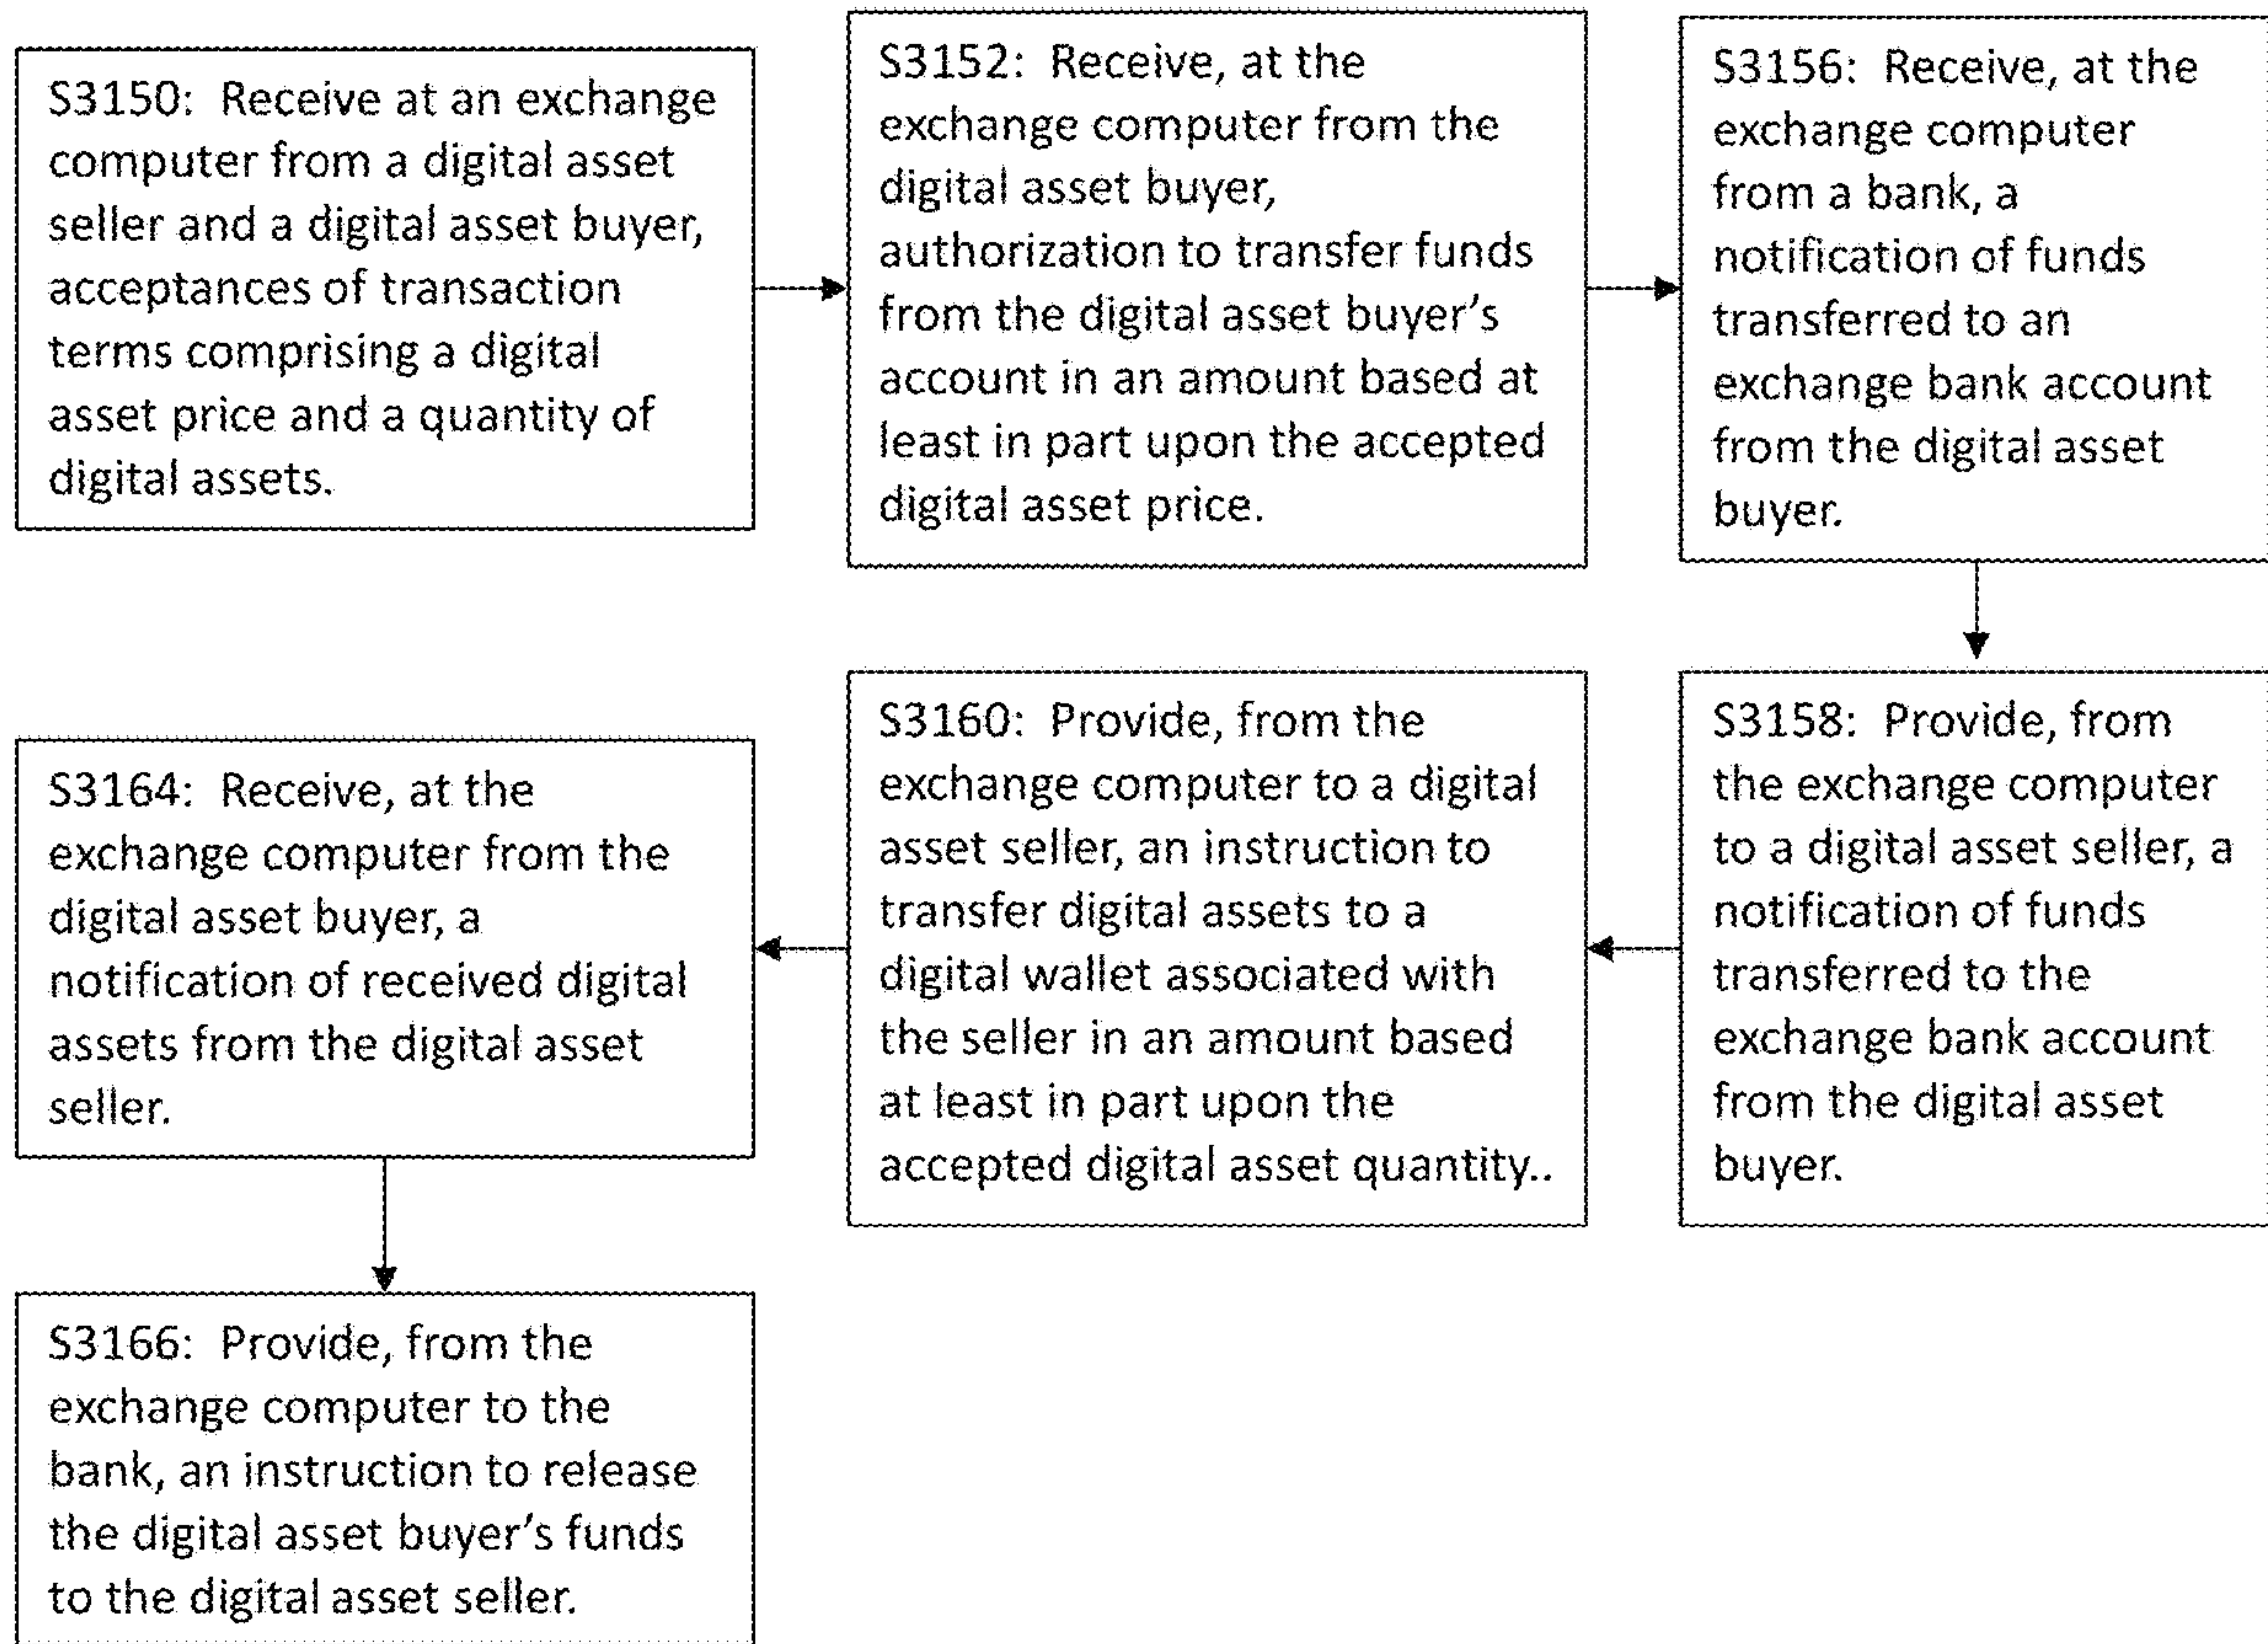 S3150: Receive at an exchange
computer from a digital asset
seller and a digital asset buyer,
acceptances of transaction
terms comprising a digital
asset price and a quantity of
digital assets.
S3152: Receive, at the
exchange computer from the
digital asset buyer,
authorization to transfer funds
from the digital asset buyer's
account in an amount based at
least in part upon the accepted
digital asset price.
S3156: Receive, at the
exchange computer
from a bank, a
notification of funds
transferred to an
exchange bank account
from the digital asset
buyer.
S3158: Provide, from
the exchange computer
to a digital asset seller, a
notification of funds
transferred to the
exchange bank account
from the digital asset
buyer.
S3160: Provide, from the
exchange computer to a digital
asset seller, an instruction to
transfer digital assets to a
digital wallet associated with
the seller in an amount based
at least in part upon the
accepted digital asset quantity..
S3164: Receive, at the
exchange computer from the
digital asset buyer, a
notification of received digital
assets from the digital asset
seller.
S3166: Provide, from the
exchange computer to the
bank, an instruction to release
the digital asset buyer's funds
to the digital asset seller.